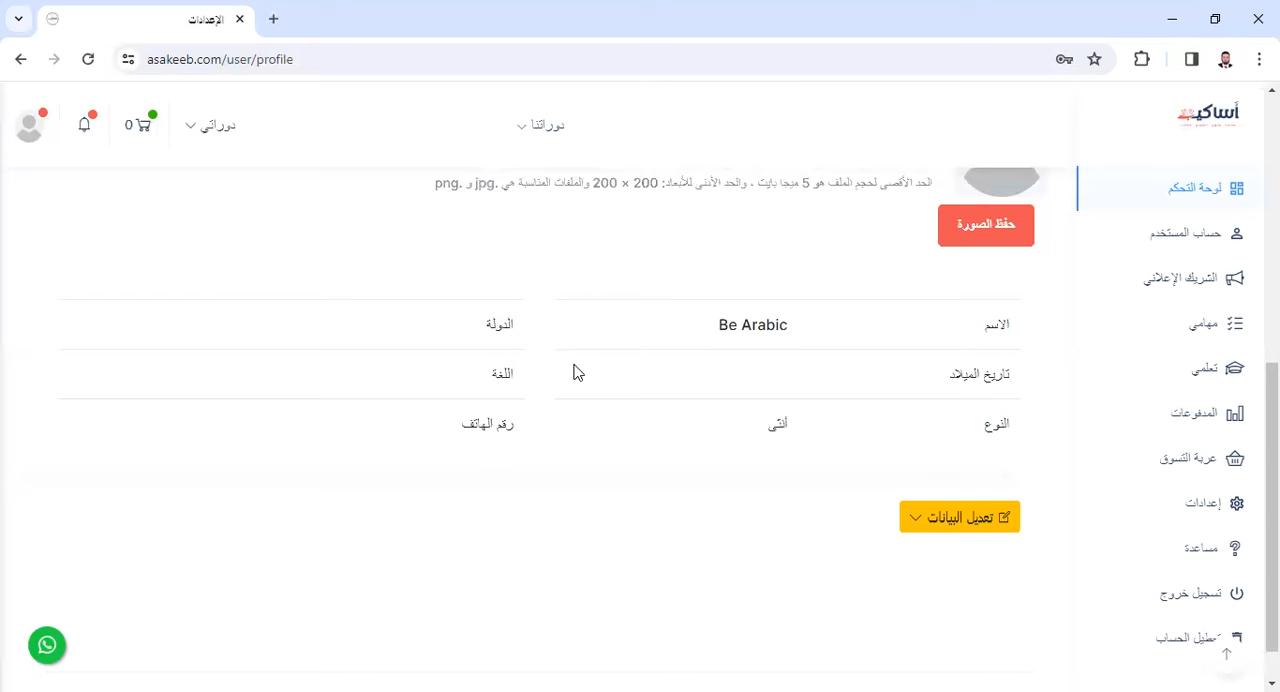 الإعدادات
asakeeb.com/user/profile
أساكيب
دوراتنا
دوراتي
0
الحد الأقصى لحجم الملف هو 5 ميجا بايت ، والحد الأدنى للأبعاد: 200 × 200 والملفات المناسبة هي .jpg و .png
حفظ الصورة
الاسم Be Arabic
الدولة
تاريخ الميلاد
اللغة
النوع أنثى
رقم الهاتف
تعديل البيانات
لوحة التحكم
حساب المستخدم
الشريك الإعلاني
مهامي
تعلمي
المدفوعات
عربة التسوق
إعدادات
مساعدة
تسجيل خروج
تعطيل الحساب